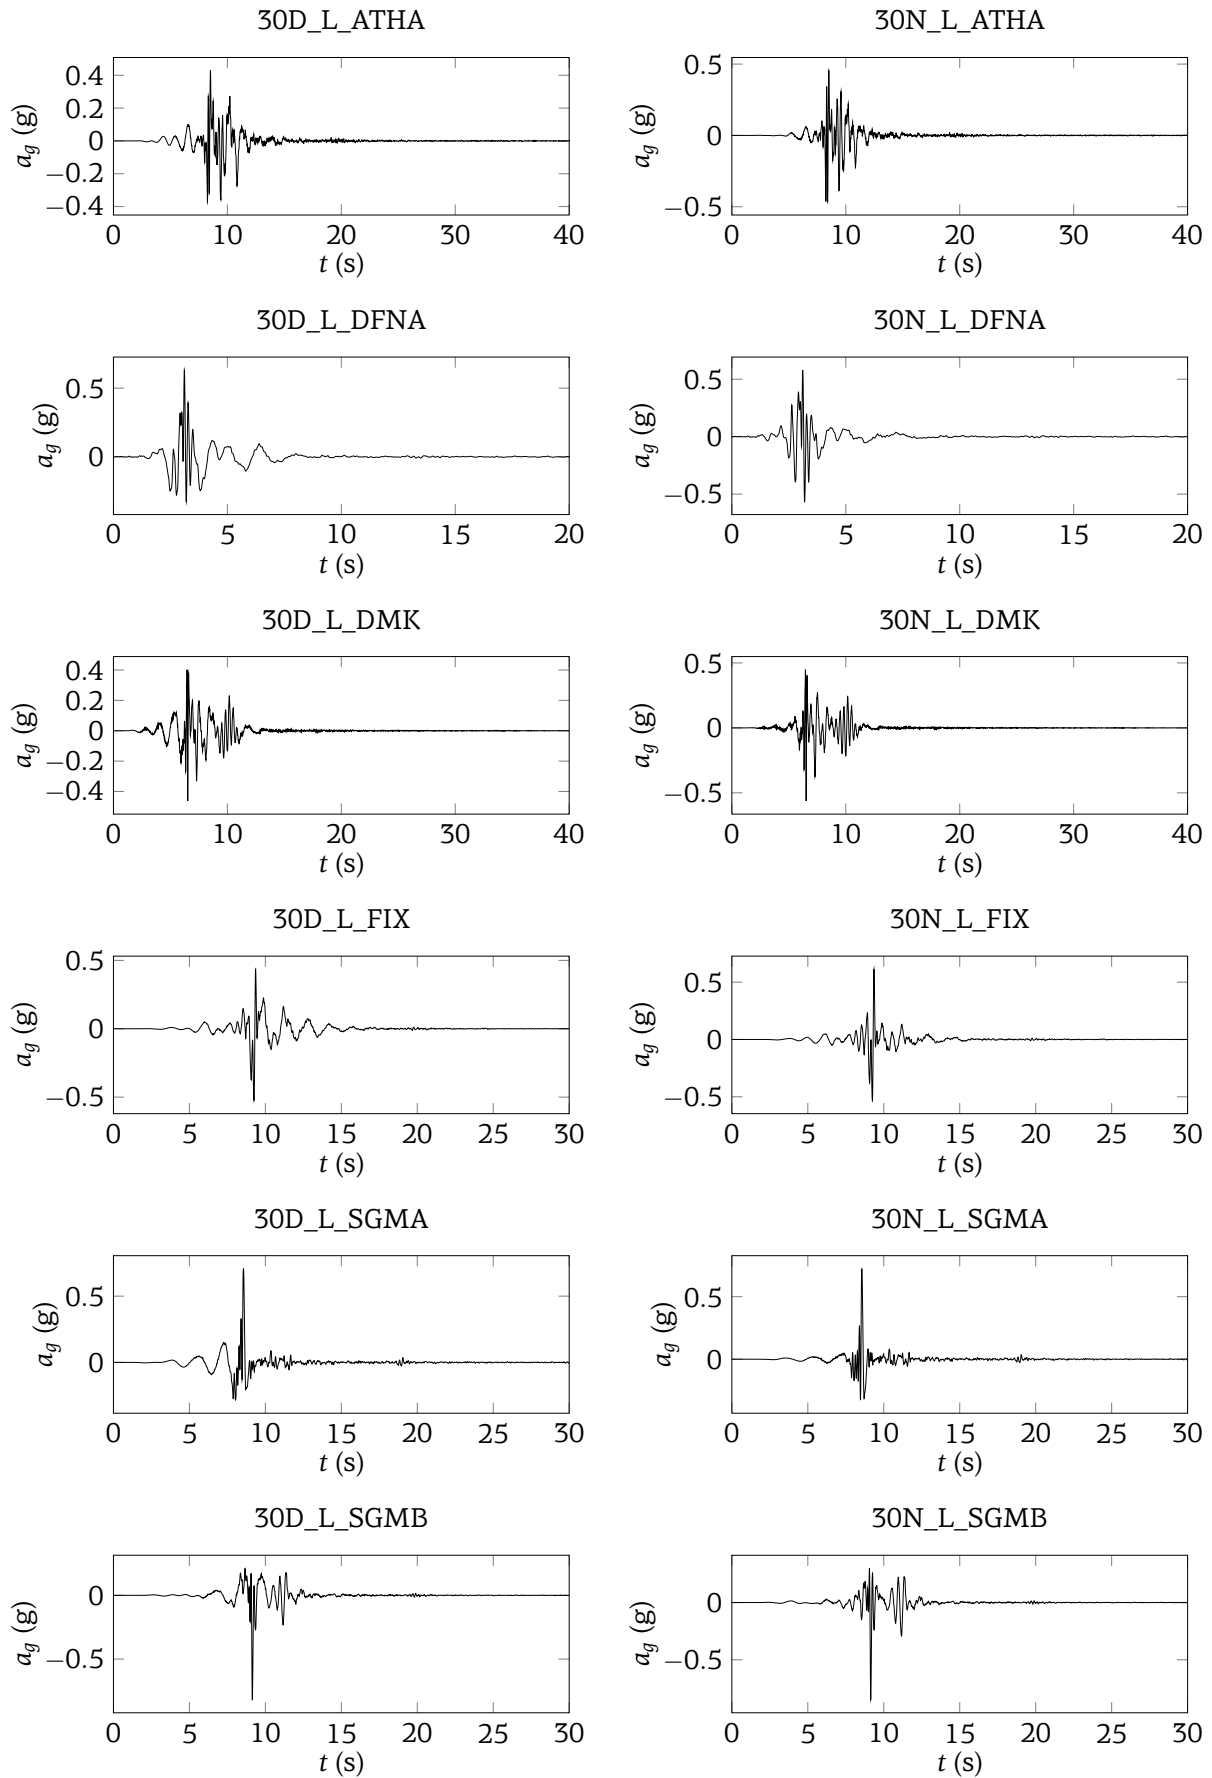 30D_L_ATHA
30N_L_ATHA
a_g (g)
0.4
0.2
0
−0.2
−0.4
0 10 20 30 40
t (s)
a_g (g)
0.5
0
−0.5
0 10 20 30 40
t (s)
30D_L_DFNA
30N_L_DFNA
a_g (g)
0.5
0
0 5 10 15 20
t (s)
a_g (g)
0.5
0
−0.5
0 5 10 15 20
t (s)
30D_L_DMK
30N_L_DMK
a_g (g)
0.4
0.2
0
−0.2
−0.4
0 10 20 30 40
t (s)
a_g (g)
0.5
0
−0.5
0 10 20 30 40
t (s)
30D_L_FIX
30N_L_FIX
a_g (g)
0.5
0
−0.5
0 5 10 15 20 25 30
t (s)
a_g (g)
0.5
0
−0.5
0 5 10 15 20 25 30
t (s)
30D_L_SGMA
30N_L_SGMA
a_g (g)
0.5
0
0 5 10 15 20 25 30
t (s)
a_g (g)
0.5
0
0 5 10 15 20 25 30
t (s)
30D_L_SGMB
30N_L_SGMB
a_g (g)
0
−0.5
0 5 10 15 20 25 30
t (s)
a_g (g)
0
−0.5
0 5 10 15 20 25 30
t (s)